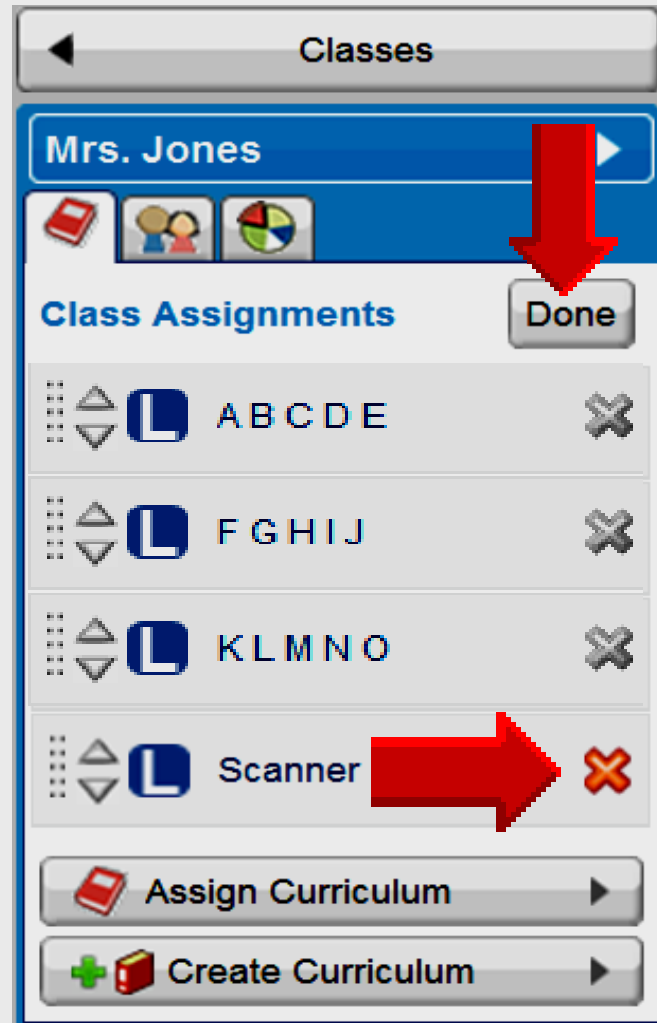 Classes
Mrs. Jones
Class Assignments Done
L A B C D E
L F G H I J
L K L M N O
L Scanner
Assign Curriculum
Create Curriculum